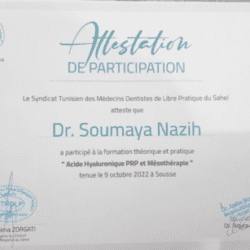 Attestation
DE PARTICIPATION
Le Syndicat Tunisien des Médecins Dentistes de Libre Pratique du Sahel
atteste que
Dr. Soumaya Nazih
a participé à la formation théorique et pratique
" Acide Hyaluronique PRP et Mésothérapie "
tenue le 9 octobre 2022 à Sousse
ZORGATI